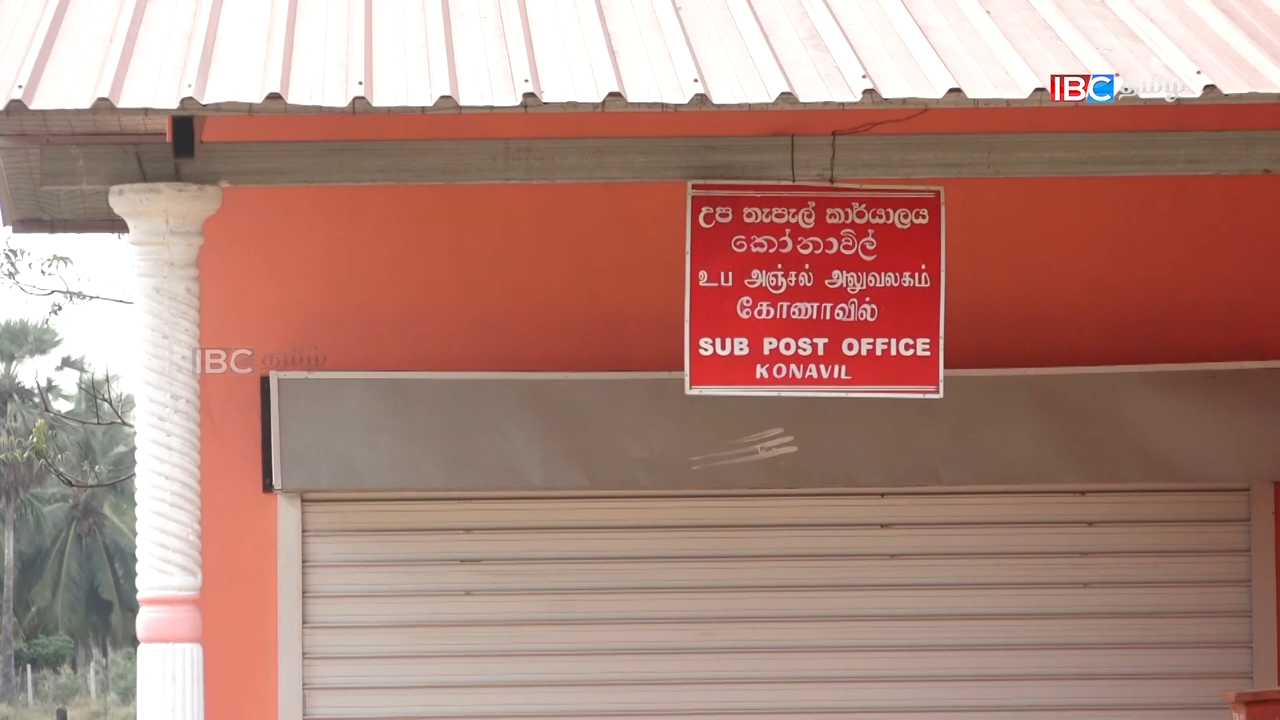 IBC தமிழ்
උප තැපැල් කාර්යාලය
කෝනාවිල්
உப அஞ்சல் அலுவலகம்
கோணாவில்
SUB POST OFFICE
KONAVIL
IBC தமிழ்